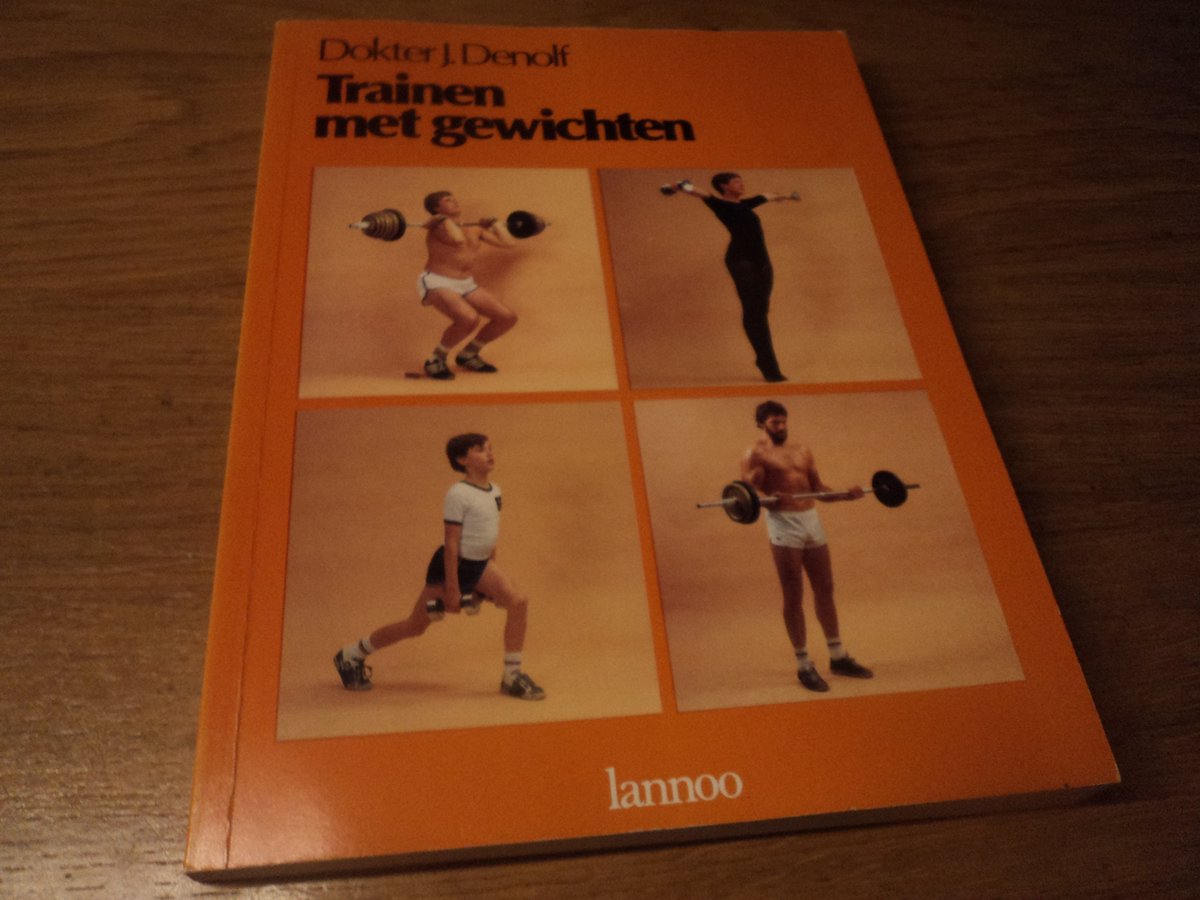 Dokter J. Denolf
Trainen
met gewichten
lannoo